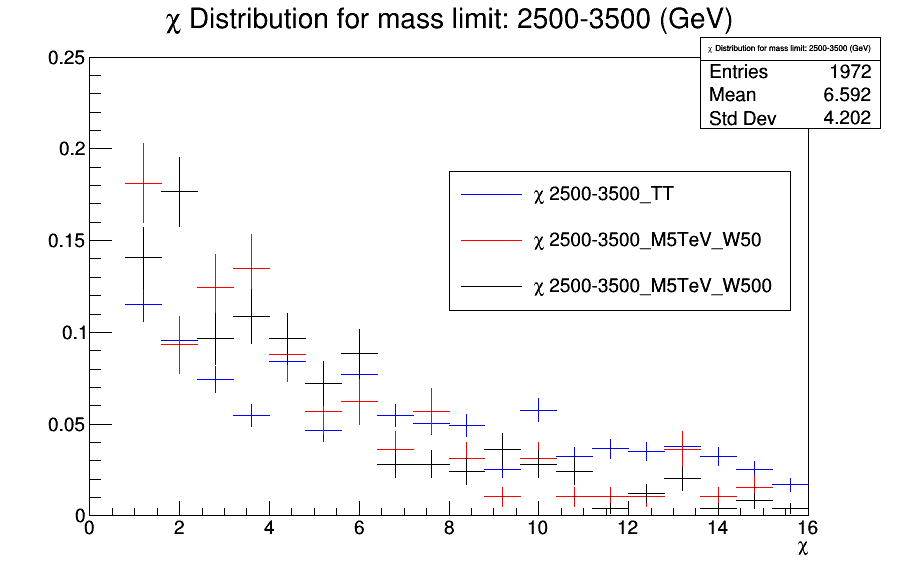 χ Distribution for mass limit: 2500-3500 (GeV)
χ Distribution for mass limit: 2500-3500 (GeV)
Entries 1972
Mean 6.592
Std Dev 4.202
χ 2500-3500_TT
χ 2500-3500_M5TeV_W50
χ 2500-3500_M5TeV_W500
0.25
0.2
0.15
0.1
0.05
0
0 2 4 6 8 10 12 14 16
χ